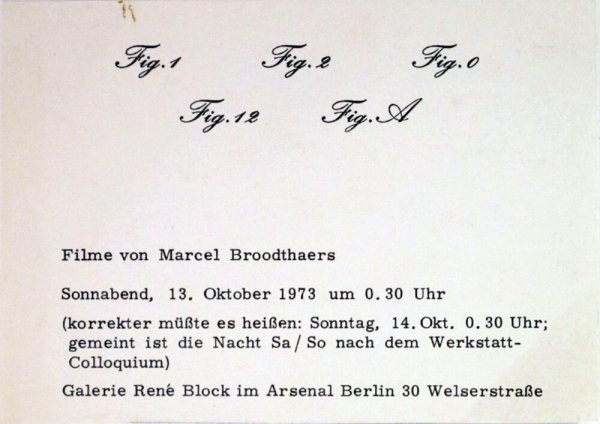 Fig.1 Fig.2 Fig.0
Fig.12 Fig.A
Filme von Marcel Broodthaers
Sonnabend, 13. Oktober 1973 um 0.30 Uhr
(korrekter müßte es heißen: Sonntag, 14.Okt. 0.30 Uhr;
gemeint ist die Nacht Sa/So nach dem Werkstatt-
Colloquium)
Galerie René Block im Arsenal Berlin 30 Welserstraße